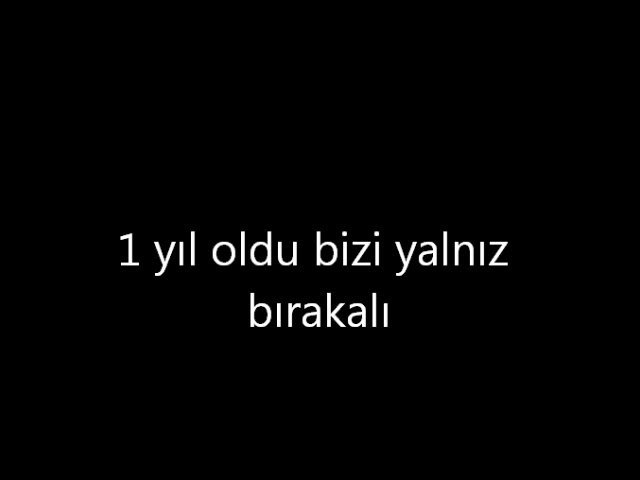 1 yıl oldu bizi yalnız
bırakalı